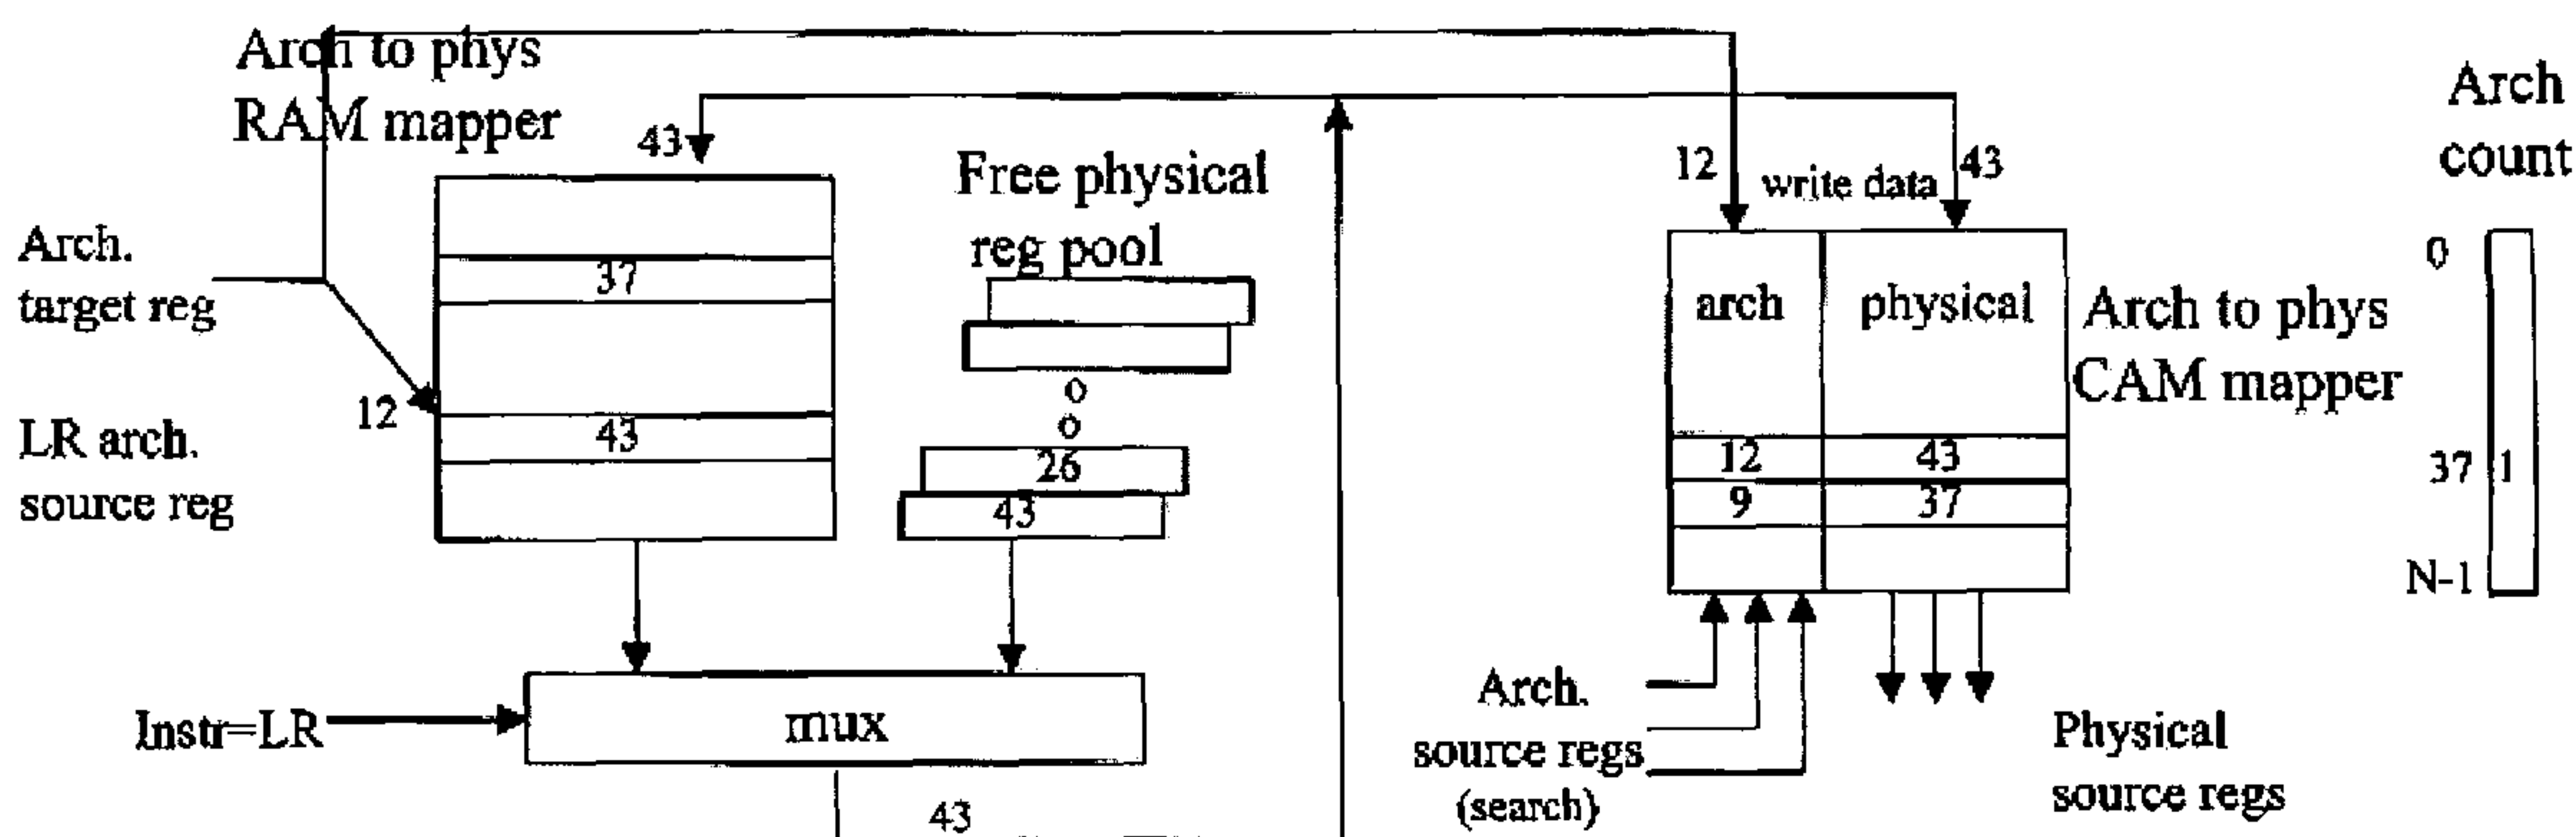 Arch to phys
RAM mapper
43
Free physical
reg pool
12
write data
43
Arch
count
Arch.
target reg
37
0
arch
physical
Arch to phys
CAM mapper
o
o
12
43
LR arch.
source reg
26
43
12
43
9
37
37
1
N-1
Instr=LR
mux
43
Arch.
source regs
(search)
Physical
source regs